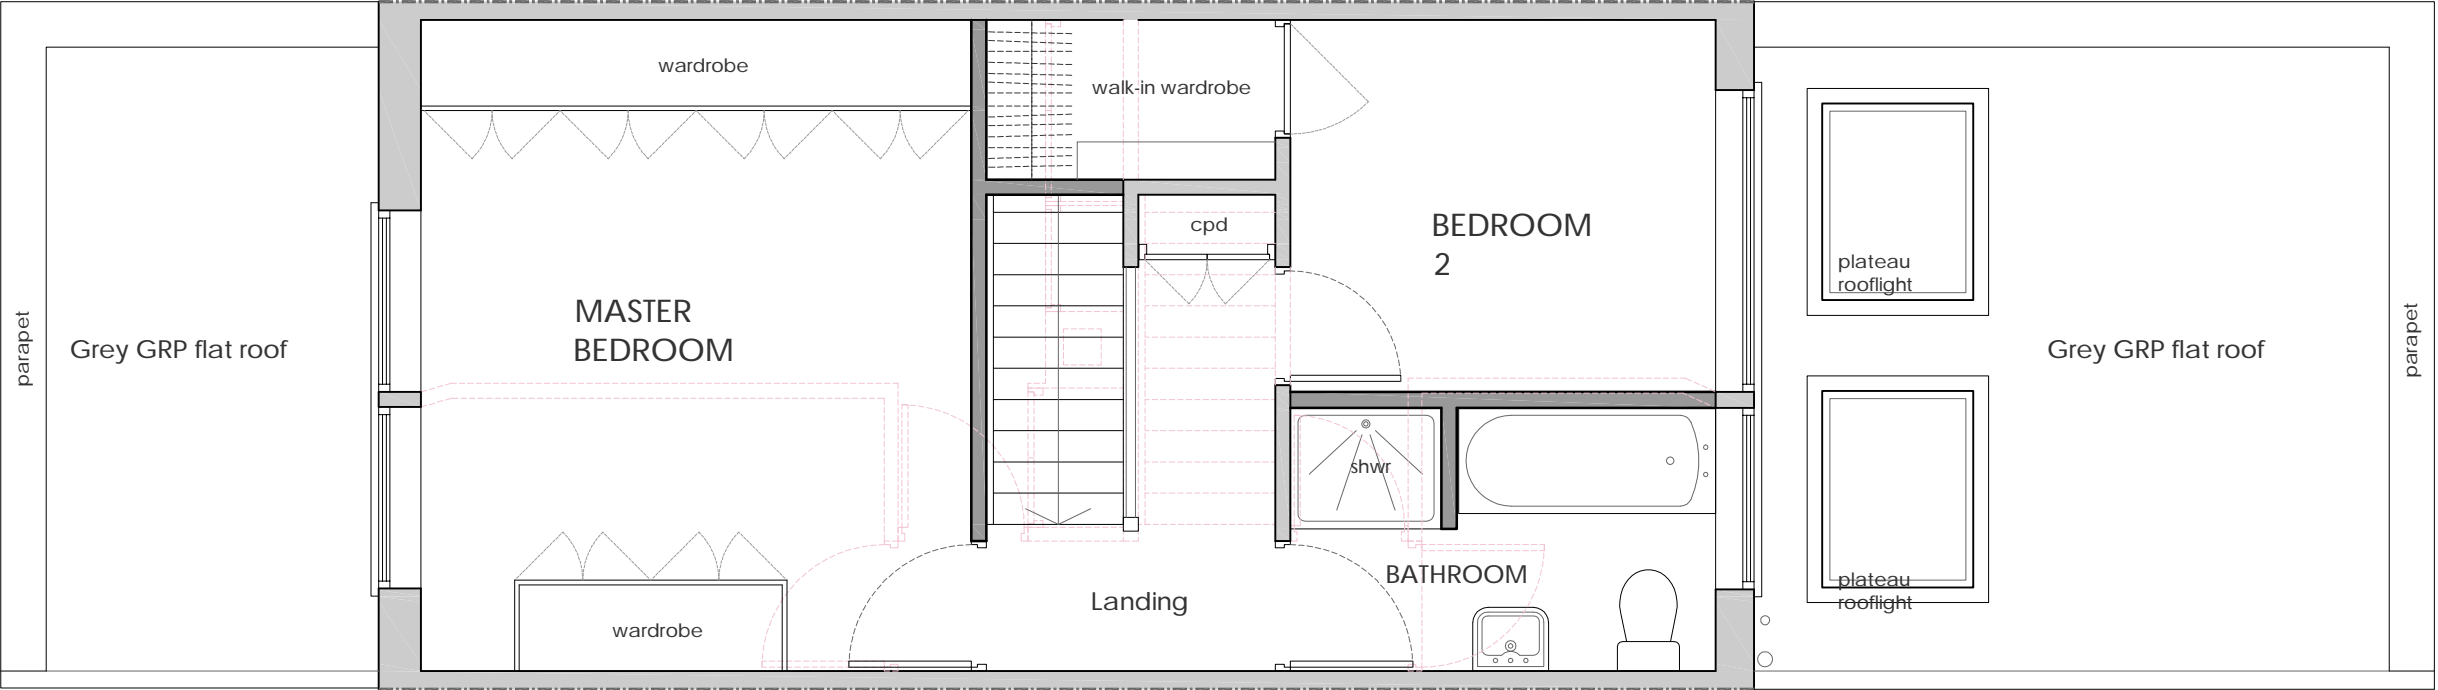 wardrobe
walk-in wardrobe
cpd
BEDROOM
2
plateau
rooflight
MASTER
BEDROOM
parapet
Grey GRP flat roof
Grey GRP flat roof
parapet
shwr
BATHROOM
plateau
rooflight
Landing
wardrobe